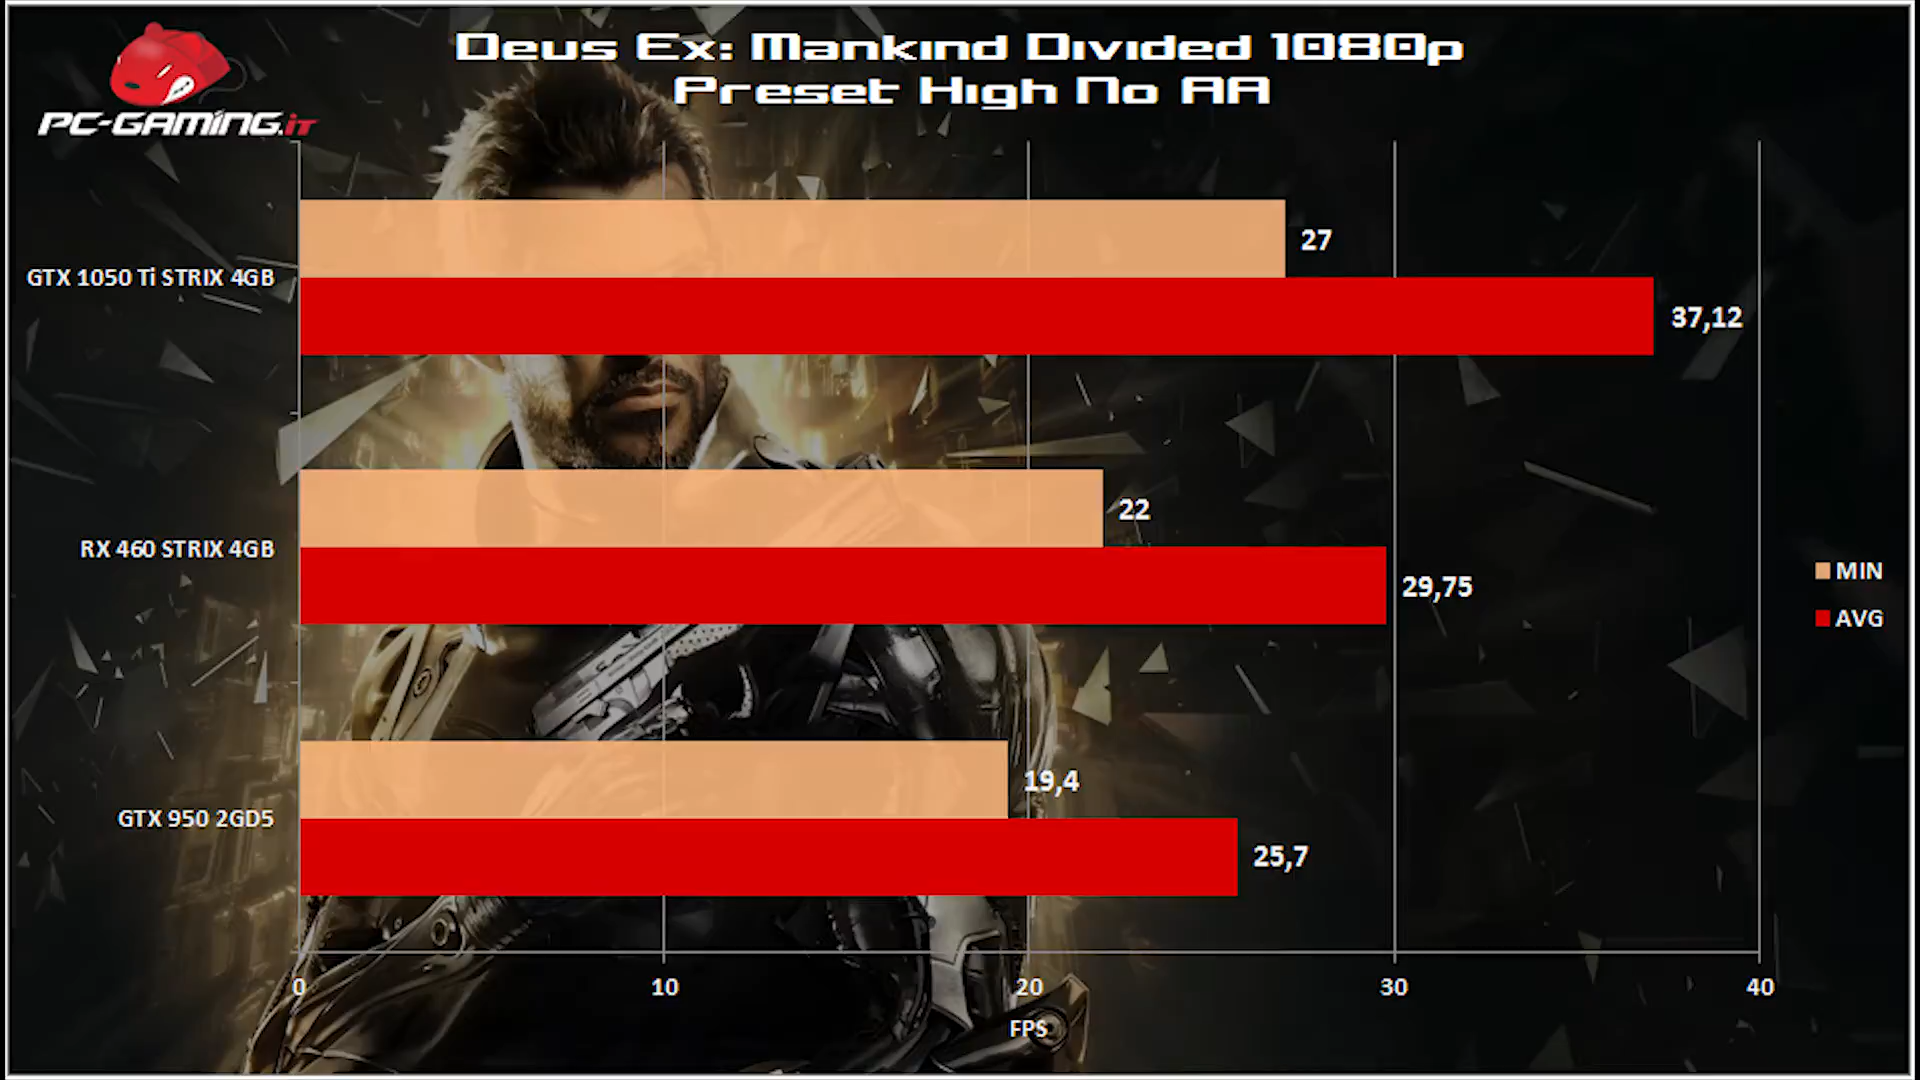 Deus Ex: Mankind Divided 1080p
Preset High No AA
PC-GAMING.iT
GTX 1050 Ti STRIX 4GB
27
37,12
RX 460 STRIX 4GB
22
29,75
MIN
AVG
GTX 950 2GD5
19,4
25,7
0 10 20 30 40
FPS